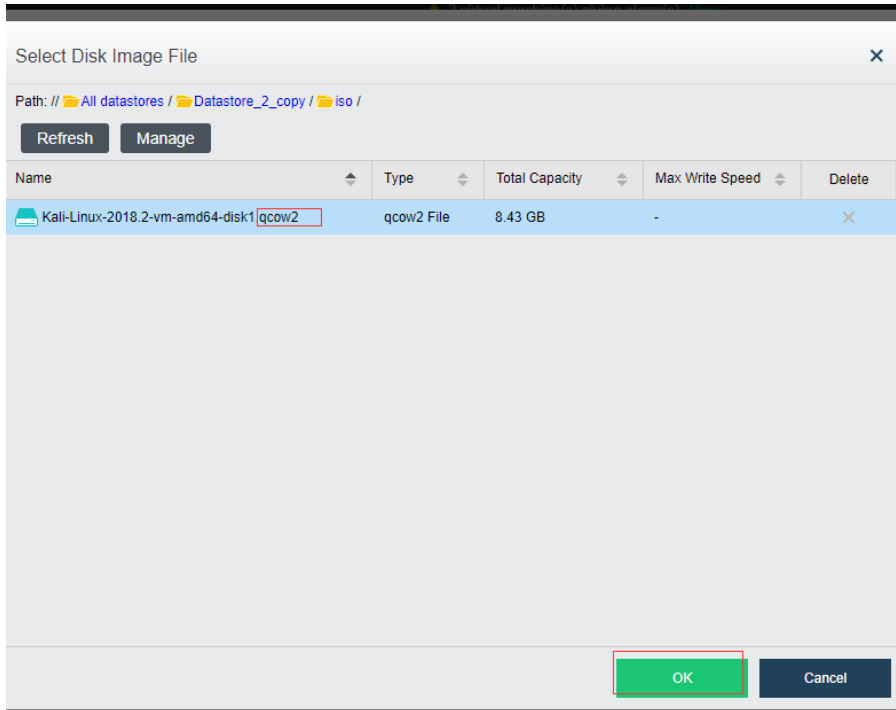 Select Disk Image File
Path: // All datastores / Datastore_2_copy / iso /
Refresh Manage
Name Type Total Capacity Max Write Speed Delete
Kali-Linux-2018.2-vm-amd64-disk1.qcow2 qcow2 File 8.43 GB -
OK Cancel